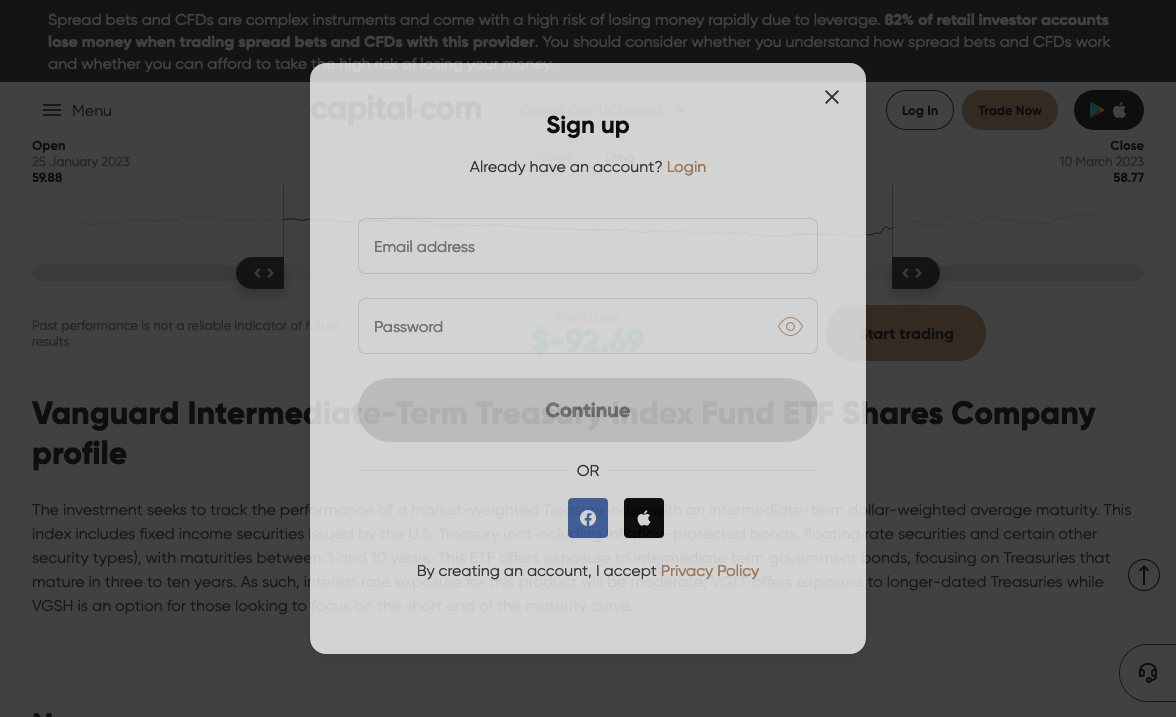 Spread bets and CFDs are complex instruments and come with a high risk of losing money rapidly due to leverage. 82% of retail investor accounts
lose money when trading spread bets and CFDs with this provider. You should consider whether you understand how spread bets and CFDs work
and whether you can afford to take the high risk of losing your money.
Menu
capital.com
Capital Com UK Limited
Log In
Trade Now
Sign up
Already have an account? Login
Open
25 January 2023
59.88
Close
10 March 2023
58.77
Email address
Password
Past performance is not a reliable indicator of future
results
Profit/Loss
$-92.69
Start trading
Continue
Vanguard Intermediate-Term Treasury Index Fund ETF Shares Company
profile
OR
The investment seeks to track the performance of a market-weighted Treasury index with an intermediate-term dollar-weighted average maturity. This
index includes fixed income securities issued by the U.S. Treasury (not including inflation protected bonds, floating rate securities and certain other
security types), with maturities between 3 and 10 years. This ETF offers exposure to intermediate term government bonds, focusing on Treasuries that
mature in three to ten years. As such, interest rate exposure for this product will be moderate; VGLT offers exposure to longer-dated Treasuries while
VGSH is an option for those looking to focus on the short end of the maturity curve.
By creating an account, I accept Privacy Policy